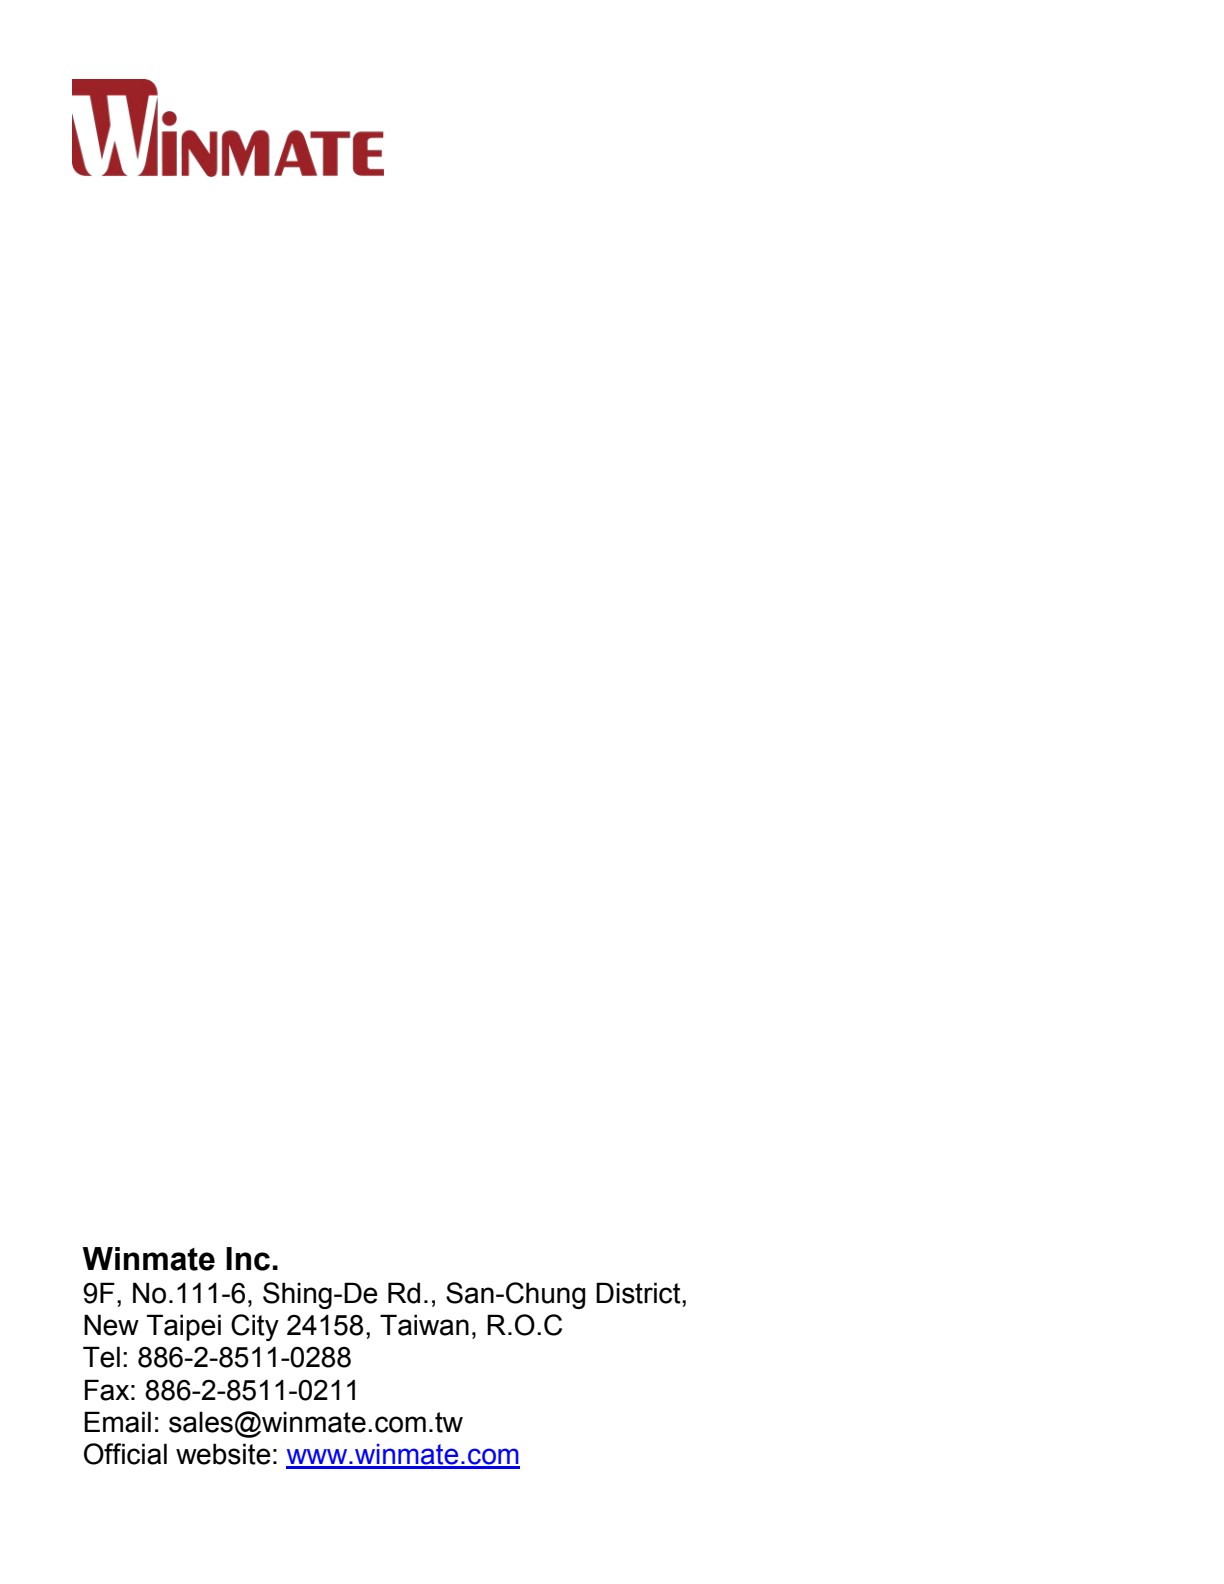 WINMATE
Winmate Inc.
9F, No.111-6, Shing-De Rd., San-Chung District,
New Taipei City 24158, Taiwan, R.O.C
Tel: 886-2-8511-0288
Fax: 886-2-8511-0211
Email: sales@winmate.com.tw
Official website: www.winmate.com